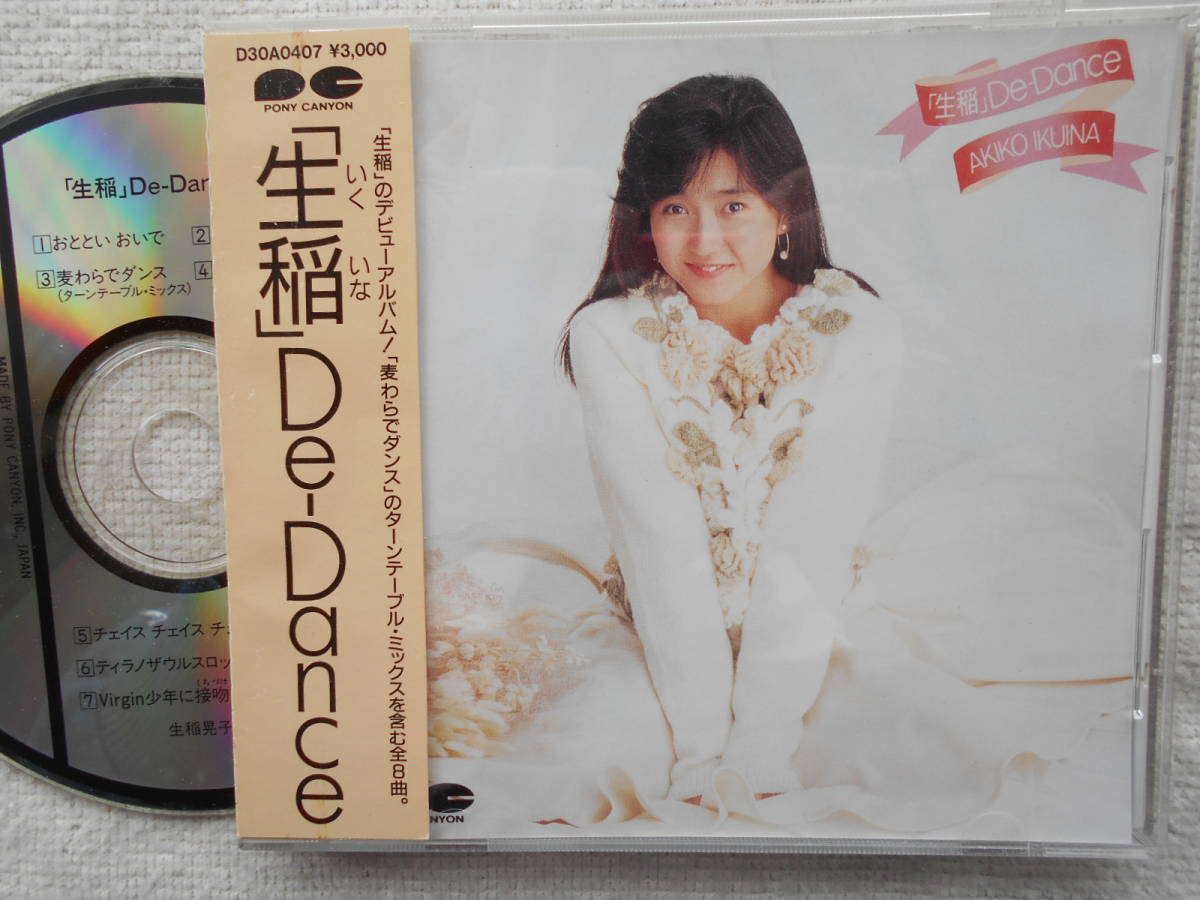 D30A0407 ¥3,000
PC
PONY CANYON
「生稲」De-Dance
いくいな
「生稲」のデビューアルバム!「麦わらでダンス」のターンテーブル・ミックスを含む全8曲。
「生稲」De-Dance
AKIKO IKUINA
「生稲」De-Dan
1 おととい おいで
2
3 麦わらでダンス
(ターンテーブル・ミックス)
4
5 チェイス チェイス チ
6 ティラノザウルスロッ
7 Virgin少年に接吻
生稲晃子
MADE BY PONY CANYON, INC., JAPAN
C
NYON